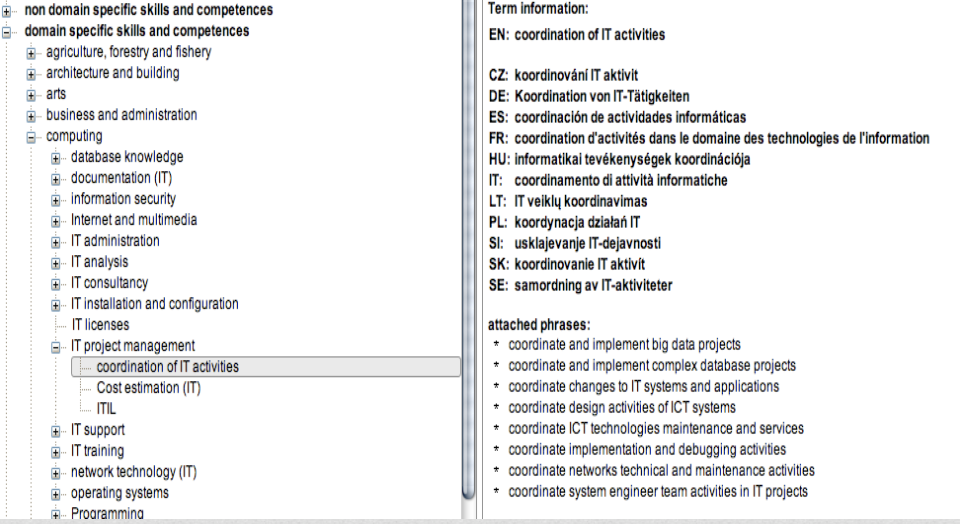 non domain specific skills and competences
domain specific skills and competences
agriculture, forestry and fishery
architecture and building
arts
business and administration
computing
database knowledge
documentation (IT)
information security
Internet and multimedia
IT administration
IT analysis
IT consultancy
IT installation and configuration
IT licenses
IT project management
coordination of IT activities
Cost estimation (IT)
ITIL
IT support
IT training
network technology (IT)
operating systems
Programming
Term information:
EN: coordination of IT activities
CZ: koordinování IT aktivit
DE: Koordination von IT-Tätigkeiten
ES: coordinación de actividades informáticas
FR: coordination d'activités dans le domaine des technologies de l'information
HU: informatikai tevékenységek koordinációja
IT: coordinamento di attività informatiche
LT: IT veiklų koordinavimas
PL: koordynacja działań IT
SI: usklajevanje IT-dejavnosti
SK: koordinovanie IT aktivít
SE: samordning av IT-aktiviteter
attached phrases:
* coordinate and implement big data projects
* coordinate and implement complex database projects
* coordinate changes to IT systems and applications
* coordinate design activities of ICT systems
* coordinate ICT technologies maintenance and services
* coordinate implementation and debugging activities
* coordinate networks technical and maintenance activities
* coordinate system engineer team activities in IT projects